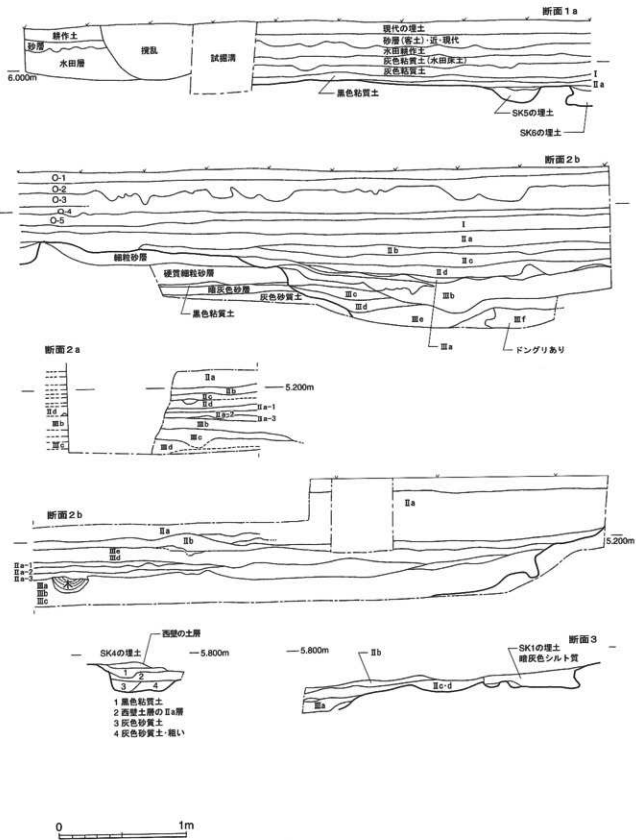 断面1a
耕作土
砂層
水田層
6.000m
撹乱
試掘溝
現代の埋土
砂層(客土)・近・現代
水田耕作土
灰色粘質土(水田床土)
灰色粘質土
黒色粘質土
Ⅰ
Ⅱa
SK5の埋土
SK6の埋土
断面2b
O-1
O-2
O-3
O-4
O-5
Ⅰ
Ⅱa
Ⅱb
Ⅱc
Ⅱd
細粒砂層
硬質細粒砂層
暗灰色砂層
灰色砂質土
黒色粘質土
Ⅲc
Ⅲd
Ⅲb
Ⅲe
Ⅲf
Ⅲa
ドングリあり
断面2a
Ⅱd
Ⅲb
Ⅲc
Ⅱa
Ⅱb
Ⅱc
Ⅱd
Ⅱa-1
Ⅱa-2
Ⅱa-3
Ⅲb
Ⅲc
Ⅲd
5.200m
断面2b
Ⅱa
Ⅱb
Ⅲe
Ⅲd
Ⅱa-1
Ⅱa-2
Ⅱa-3
Ⅲa
Ⅲb
Ⅲc
木
Ⅱa
5.200m
西壁の土層
SK4の埋土
5.800m
1 2
3 4
1 黒色粘質土
2 西壁土層のⅡa層
3 灰色砂質土
4 灰色砂質土・粗い
断面3
5.800m
Ⅱb
SK1の埋土
暗灰色シルト質
Ⅱc・d
Ⅲa
0 1m